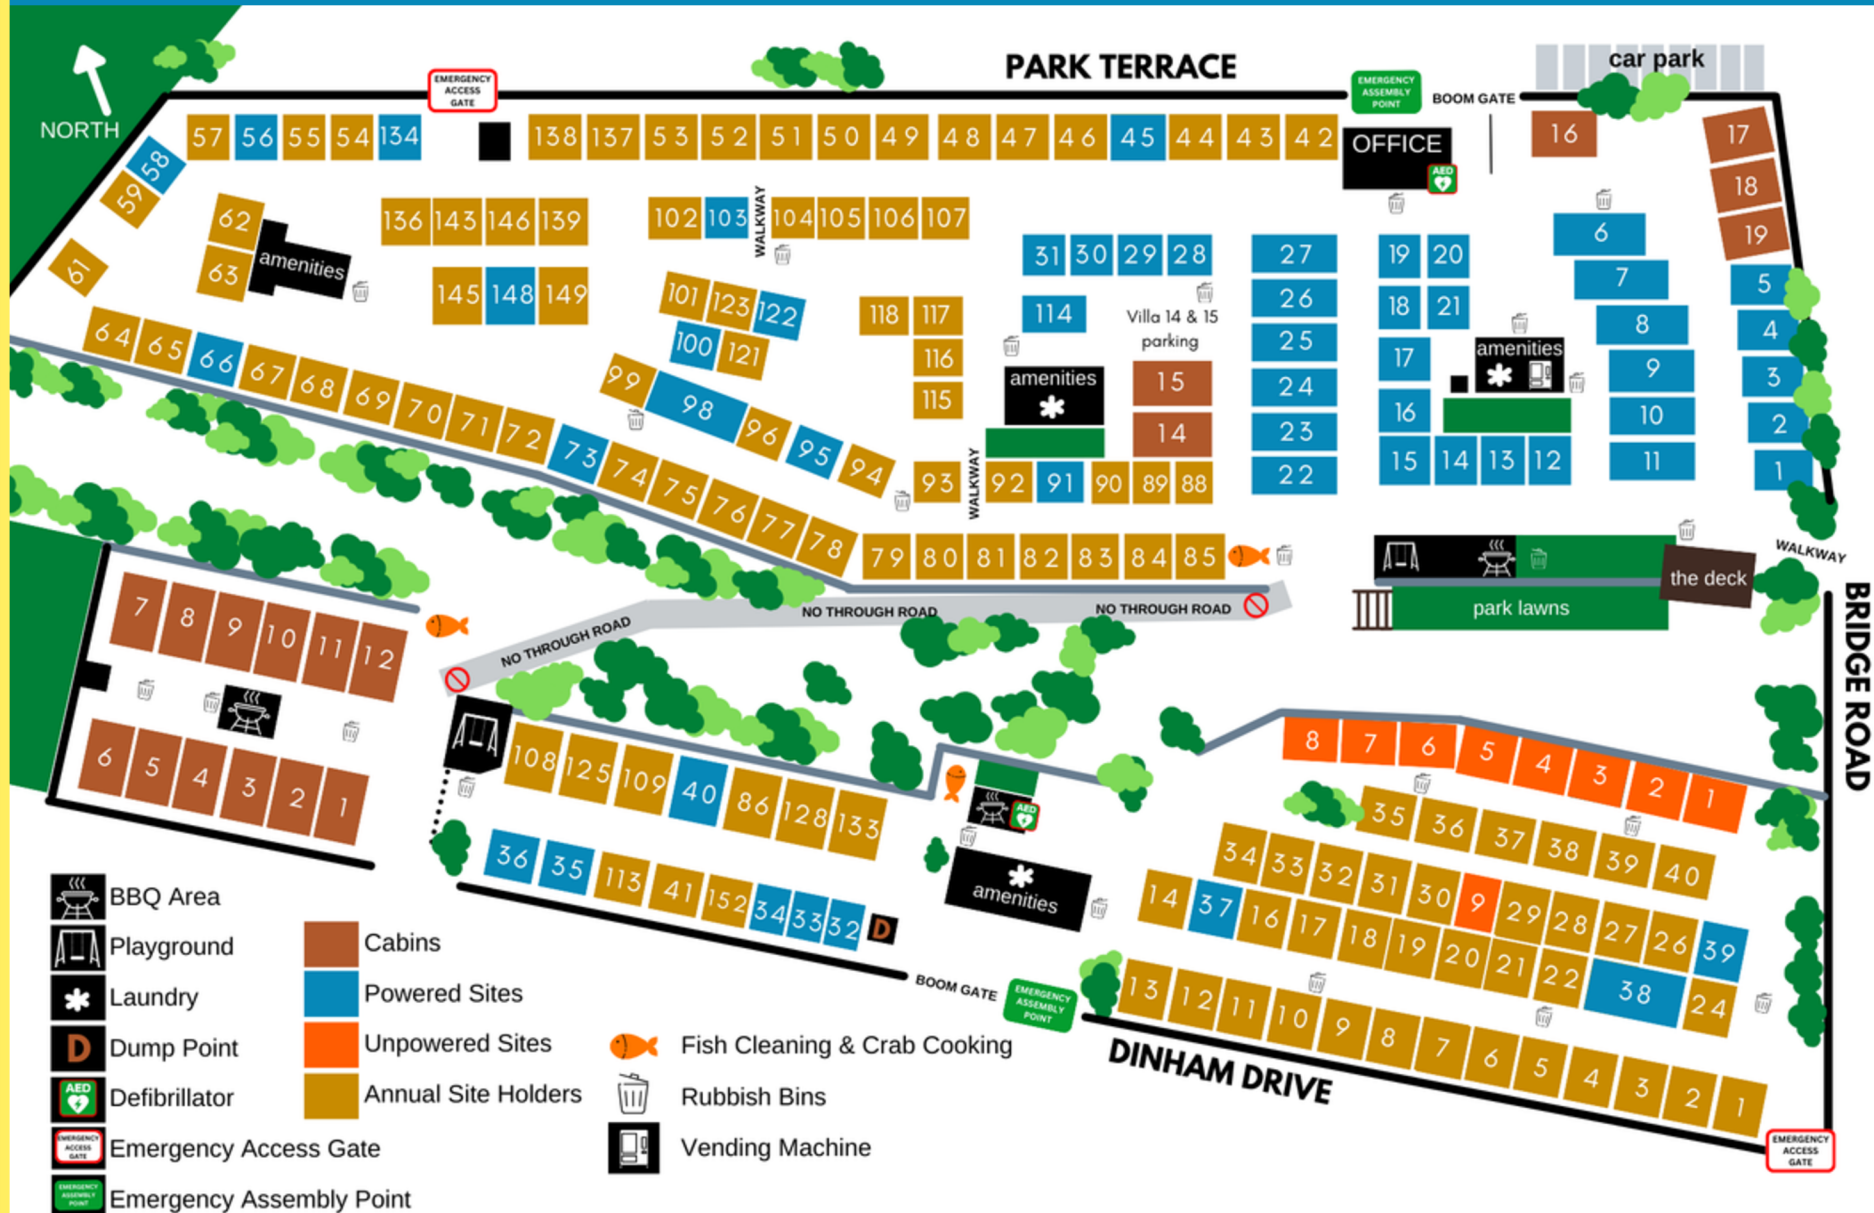 PARK TERRACE
car park
EMERGENCY
ACCESS
GATE
EMERGENCY
ASSEMBLY
POINT
BOOM GATE
NORTH
57 56 55 54 134
138 137 53 52 51 50 49 48 47 46 45 44 43 42
OFFICE
AED
16
17
18
19
58
59
61
62
63
amenities
136 143 146 139
145 148 149
102 103
WALKWAY
104 105 106 107
101 123 122
100 121
118 117
116
115
31 30 29 28
114
Villa 14 & 15
parking
15
14
amenities
27
26
25
24
23
22
19 20
18 21
17
16
15 14 13 12
amenities
6
7
8
9
10
11
5
4
3
2
1
64 65 66 67 68 69 70 71 72 73 74 75 76 77 78
99 98 96 95 94
93
WALKWAY
92 91 90 89 88
79 80 81 82 83 84 85
the deck
park lawns
WALKWAY
BRIDGE ROAD
NO THROUGH ROAD
NO THROUGH ROAD
NO THROUGH ROAD
7 8 9 10 11 12
6 5 4 3 2 1
108 125 109 40 86 128 133
36 35 113 41 152 34 33 32 D
AED
amenities
BOOM GATE
EMERGENCY
ASSEMBLY
POINT
8 7 6 5 4 3 2 1
35 36 37 38 39 40
34 33 32 31 30 9 29 28 27 26 39
14 37 16 17 18 19 20 21 22 38 24
13 12 11 10 9 8 7 6 5 4 3 2 1
DINHAM DRIVE
EMERGENCY
ACCESS
GATE
BBQ Area
Playground
Laundry
D Dump Point
AED Defibrillator
EMERGENCY
ACCESS
GATE
Emergency Access Gate
EMERGENCY
ASSEMBLY
POINT
Emergency Assembly Point
Cabins
Powered Sites
Unpowered Sites
Annual Site Holders
Fish Cleaning & Crab Cooking
Rubbish Bins
Vending Machine